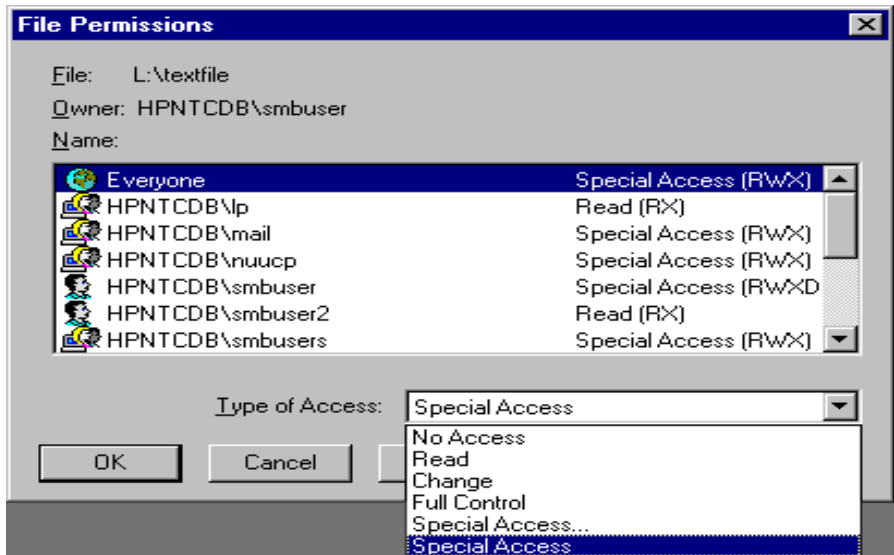 File Permissions
File: L:\textfile
Owner: HPNTCDB\smbuser
Name:
Everyone Special Access (RWX)
HPNTCDB\lp Read (RX)
HPNTCDB\mail Special Access (RWX)
HPNTCDB\nuucp Special Access (RWX)
HPNTCDB\smbuser Special Access (RWXD
HPNTCDB\smbuser2 Read (RX)
HPNTCDB\smbusers Special Access (RWX)
Type of Access: Special Access
No Access
Read
Change
Full Control
Special Access...
Special Access
OK Cancel